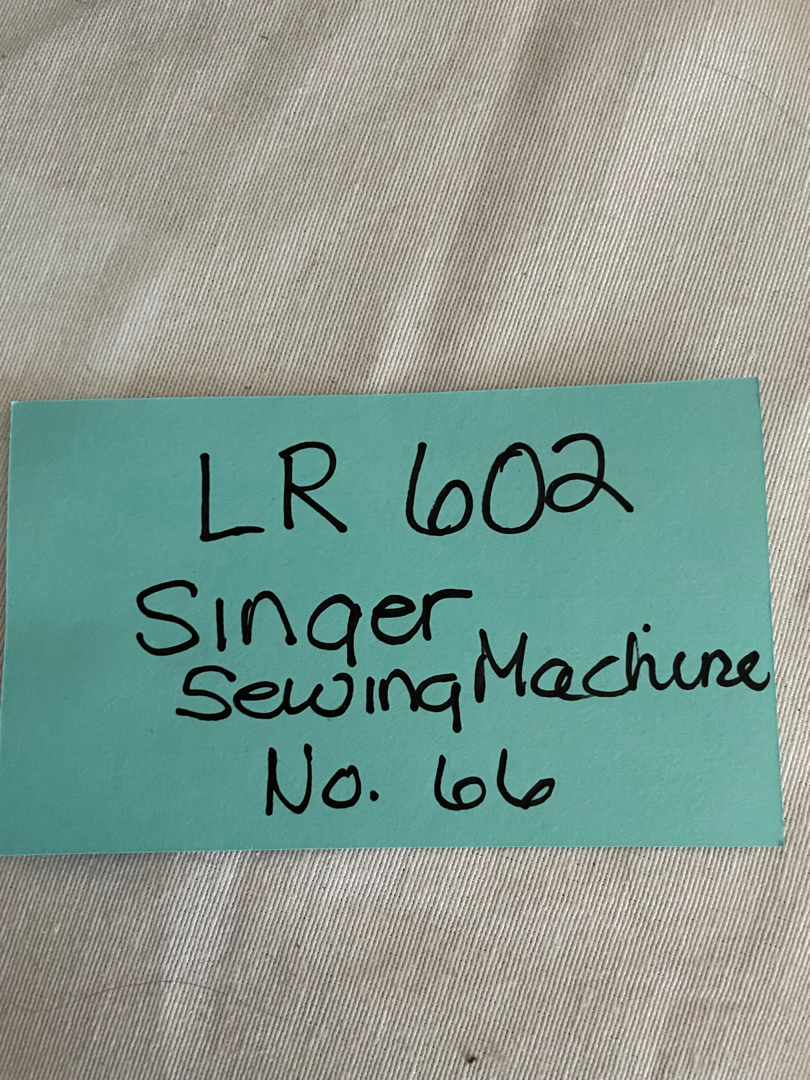 LR 602
Singer
Sewing Machine
No. 66